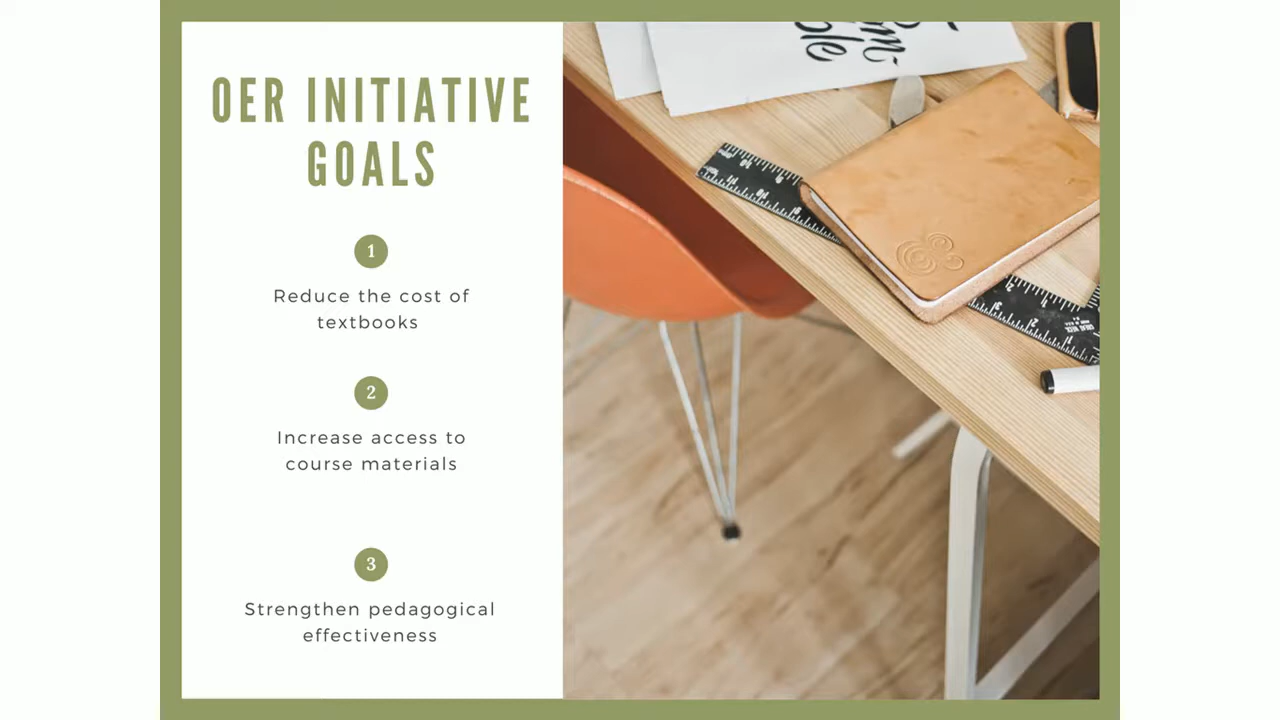 OER INITIATIVE
GOALS
1
Reduce the cost of
textbooks
2
Increase access to
course materials
3
Strengthen pedagogical
effectiveness